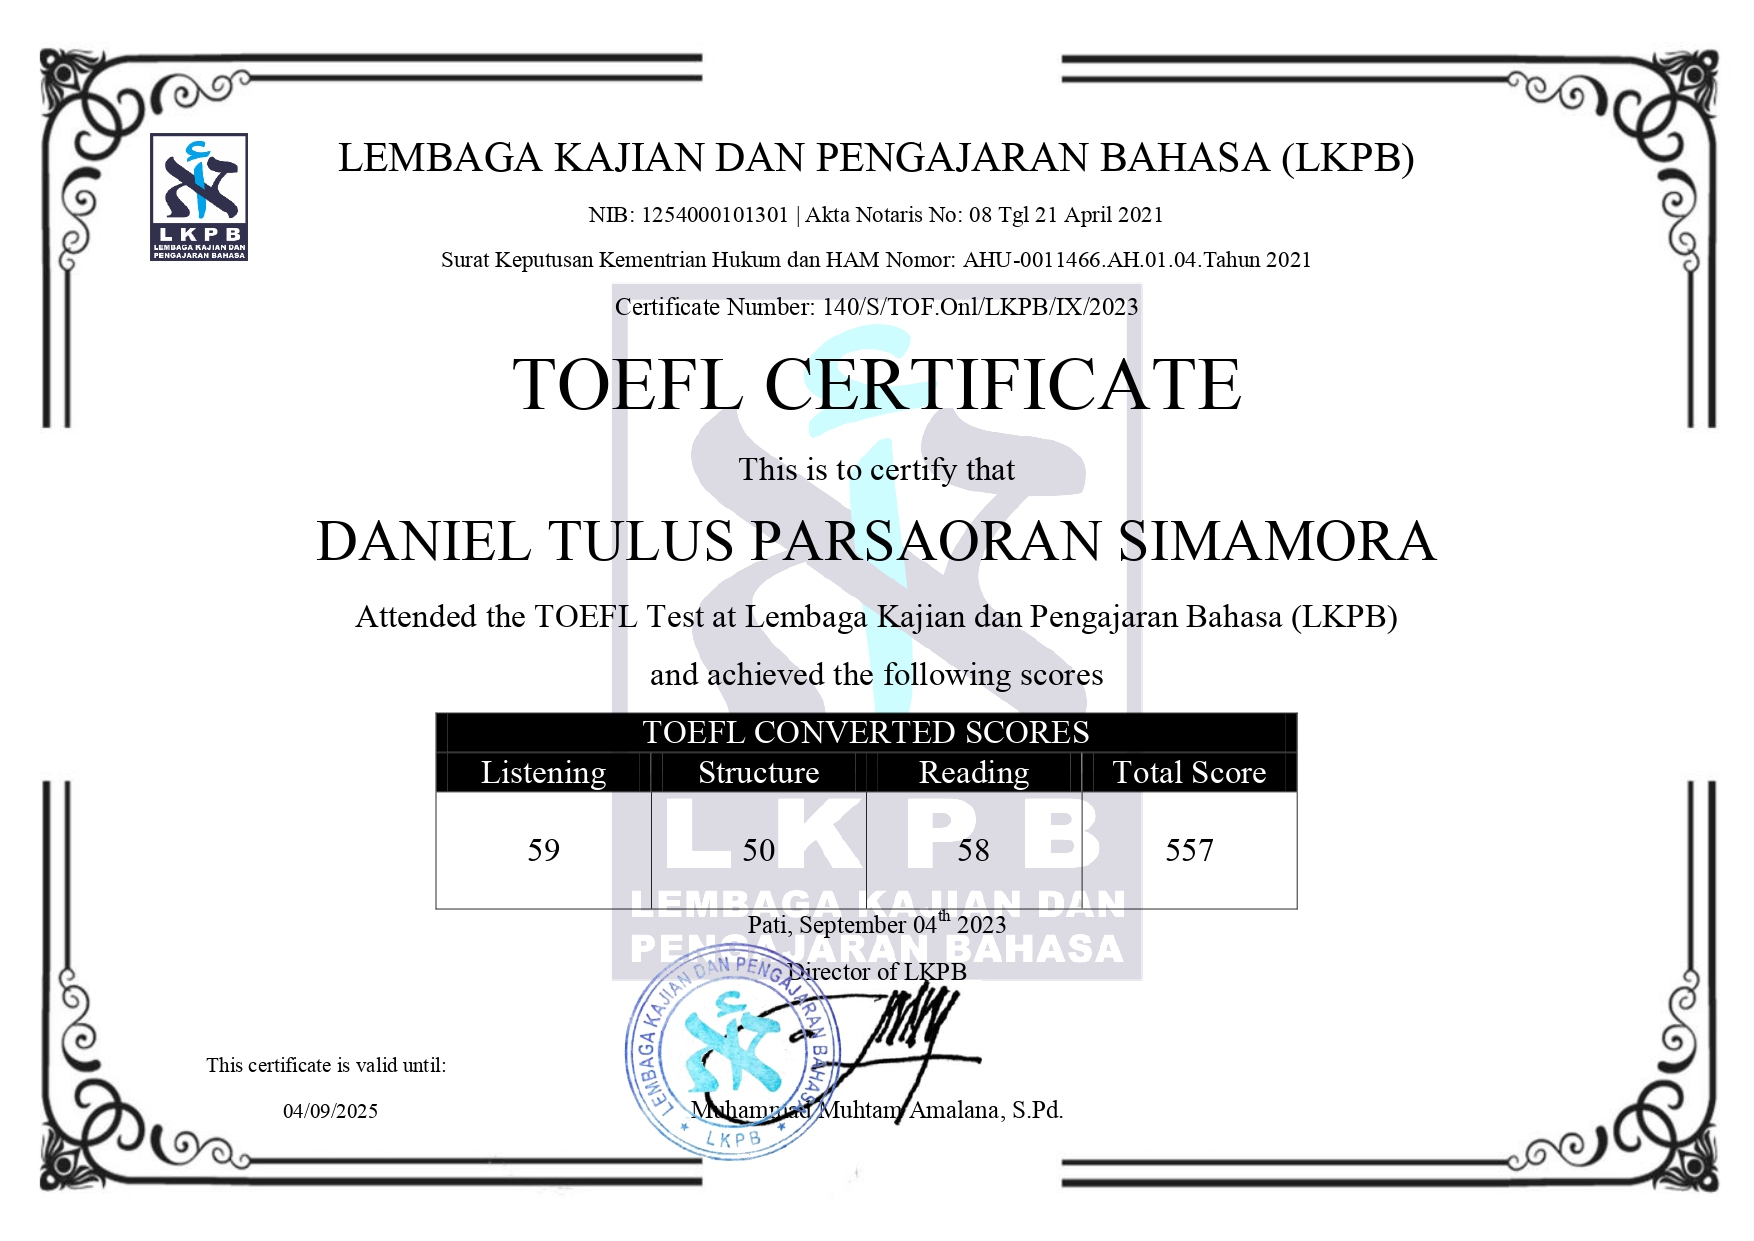 LKPB
LEMBAGA KAJIAN DAN
PENGAJARAN BAHASA
LEMBAGA KAJIAN DAN PENGAJARAN BAHASA (LKPB)
NIB: 1254000101301 | Akta Notaris No: 08 Tgl 21 April 2021
Surat Keputusan Kementrian Hukum dan HAM Nomor: AHU-0011466.AH.01.04.Tahun 2021
Certificate Number: 140/S/TOF.Onl/LKPB/IX/2023
TOEFL CERTIFICATE
This is to certify that
DANIEL TULUS PARSAORAN SIMAMORA
Attended the TOEFL Test at Lembaga Kajian dan Pengajaran Bahasa (LKPB)
and achieved the following scores
TOEFL CONVERTED SCORES
Listening Structure Reading Total Score
59 50 58 557
LKPB
LEMBAGA KAJIAN DAN
PENGAJARAN BAHASA
Pati, September 04th 2023
Director of LKPB
LEMBAGA KAJIAN DAN PENGAJARAN BAHASA
LKPB
Muhammad Muhtam Amalana, S.Pd.
This certificate is valid until:
04/09/2025